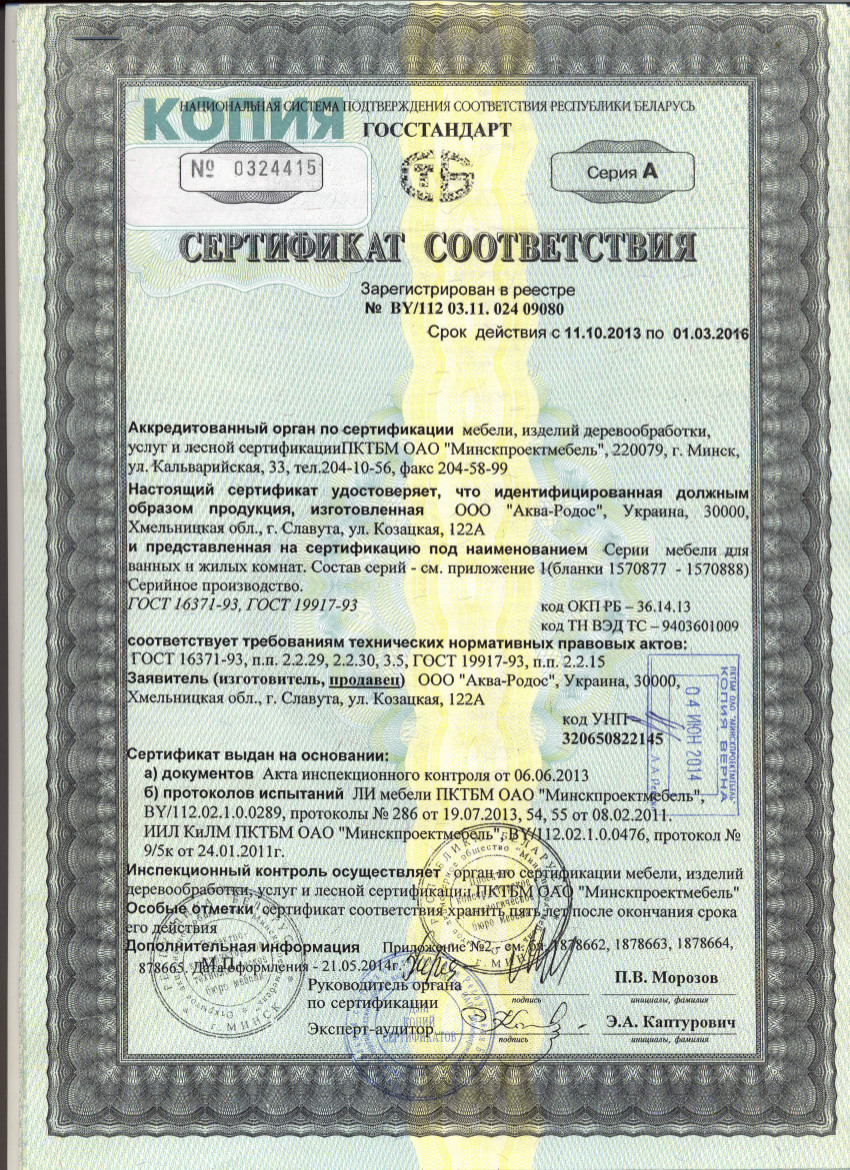 НАЦИОНАЛЬНАЯ СИСТЕМА ПОДТВЕРЖДЕНИЯ СООТВЕТСТВИЯ РЕСПУБЛИКИ БЕЛАРУСЬ
КОПИЯ
ГОССТАНДАРТ
№ 0324415
СТБ
Серия А
СЕРТИФИКАТ СООТВЕТСТВИЯ
Зарегистрирован в реестре
№ BY/112 03.11. 024 09080
Срок действия с 11.10.2013 по 01.03.2016
Аккредитованный орган по сертификации мебели, изделий деревообработки,
услуг и лесной сертификацииПКТБМ ОАО "Минскпроектмебель", 220079, г. Минск,
ул. Кальварийская, 33, тел.204-10-56, факс 204-58-99
Настоящий сертификат удостоверяет, что идентифицированная должным
образом продукция, изготовленная ООО "Аква-Родос", Украина, 30000,
Хмельницкая обл., г. Славута, ул. Козацкая, 122А
и представленная на сертификацию под наименованием Серии мебели для
ванных и жилых комнат. Состав серий - см. приложение 1(бланки 1570877 - 1570888)
Серийное производство.
ГОСТ 16371-93, ГОСТ 19917-93
код ОКП РБ – 36.14.13
код ТН ВЭД ТС – 9403601009
соответствует требованиям технических нормативных правовых актов:
ГОСТ 16371-93, п.п. 2.2.29, 2.2.30, 3.5, ГОСТ 19917-93, п.п. 2.2.15
Заявитель (изготовитель, продавец) ООО "Аква-Родос", Украина, 30000,
Хмельницкая обл., г. Славута, ул. Козацкая, 122А
код УНП
320650822145
ПКТБМ ОАО "МИНСКПРОЕКТМЕБЕЛЬ"
КОПИЯ ВЕРНА
04 ИЮН 2014
Сертификат выдан на основании:
а) документов Акта инспекционного контроля от 06.06.2013
б) протоколов испытаний ЛИ мебели ПКТБМ ОАО "Минскпроектмебель",
BY/112.02.1.0.0289, протоколы № 286 от 19.07.2013, 54, 55 от 08.02.2011.
ИИЛ КиЛМ ПКТБМ ОАО "Минскпроектмебель", BY/112.02.1.0.0476, протокол №
9/5к от 24.01.2011г.
Инспекционный контроль осуществляет орган по сертификации мебели, изделий
деревообработки, услуг и лесной сертификации ПКТБМ ОАО "Минскпроектмебель"
Особые отметки сертификат соответствия хранить пять лет после окончания срока
его действия
Дополнительная информация Приложение №2 - см. бл. 1878662, 1878663, 1878664,
878665. Дата оформления - 21.05.2014г.
М.П.
Руководитель органа
по сертификации
П.В. Морозов
подпись
инициалы, фамилия
Эксперт-аудитор
Э.А. Каптурович
подпись
инициалы, фамилия
ДЛЯ
КОПИЙ
СЕРТИФИКАТОВ